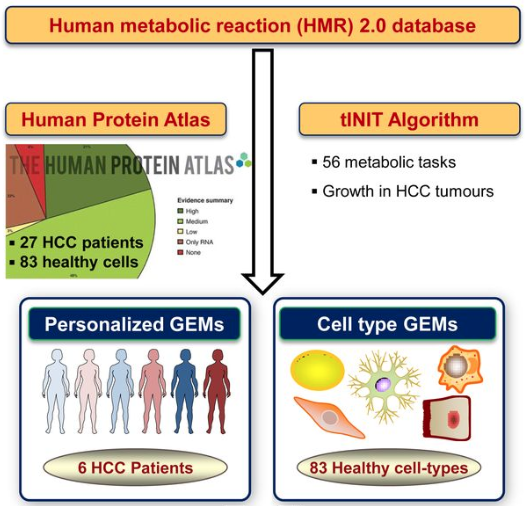 Human metabolic reaction (HMR) 2.0 database
Human Protein Atlas
tINIT Algorithm
THE HUMAN PROTEIN ATLAS
▪ 56 metabolic tasks
▪ Growth in HCC tumours
Evidence summary
High
Medium
Low
Only RNA
None
▪ 27 HCC patients
▪ 83 healthy cells
Personalized GEMs
Cell type GEMs
6 HCC Patients
83 Healthy cell-types